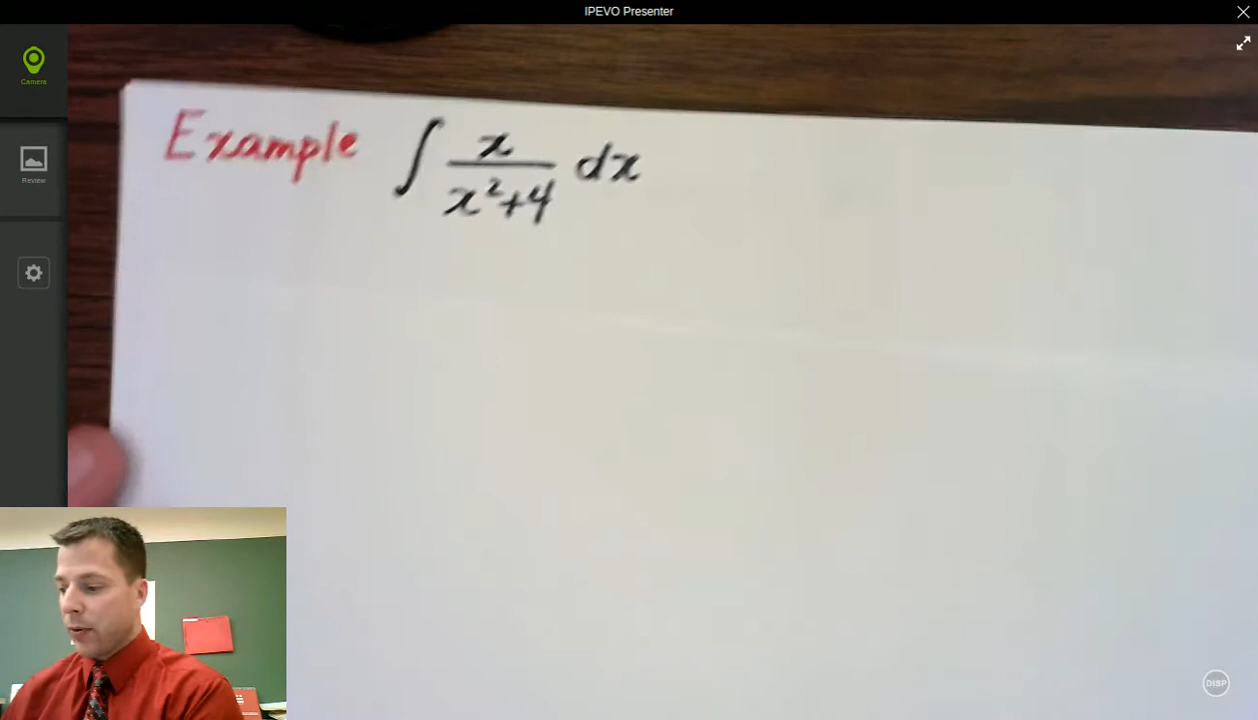 IPEVO Presenter
Camera
Review
Example ∫ x/(x²+4) dx
DISP